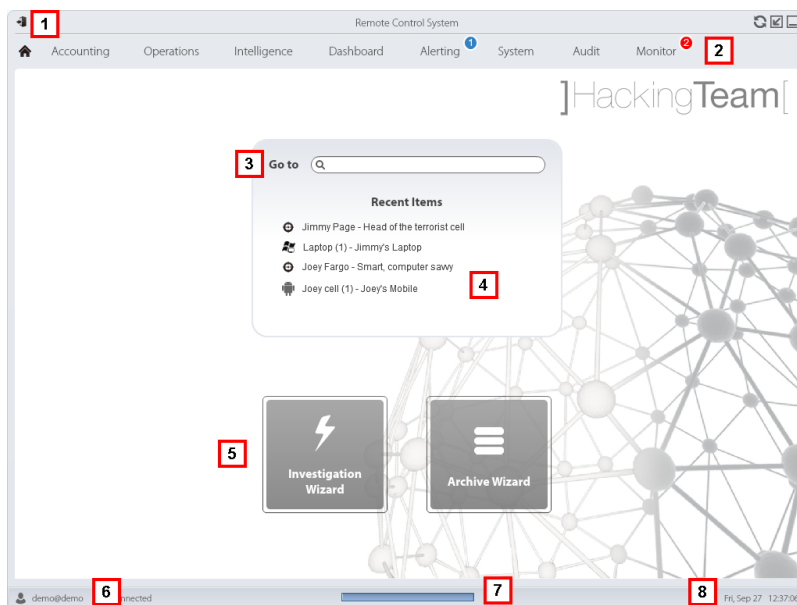 1
Remote Control System
Accounting Operations Intelligence Dashboard Alerting 1 System Audit Monitor 2 2
]HackingTeam[
3 Go to
Recent Items
Jimmy Page - Head of the terrorist cell
Laptop (1) - Jimmy's Laptop
Joey Fargo - Smart, computer savvy
Joey cell (1) - Joey's Mobile
4
5
Investigation Wizard
Archive Wizard
demo@demo 6 nnected 7 8 Fri, Sep 27 12:37:06